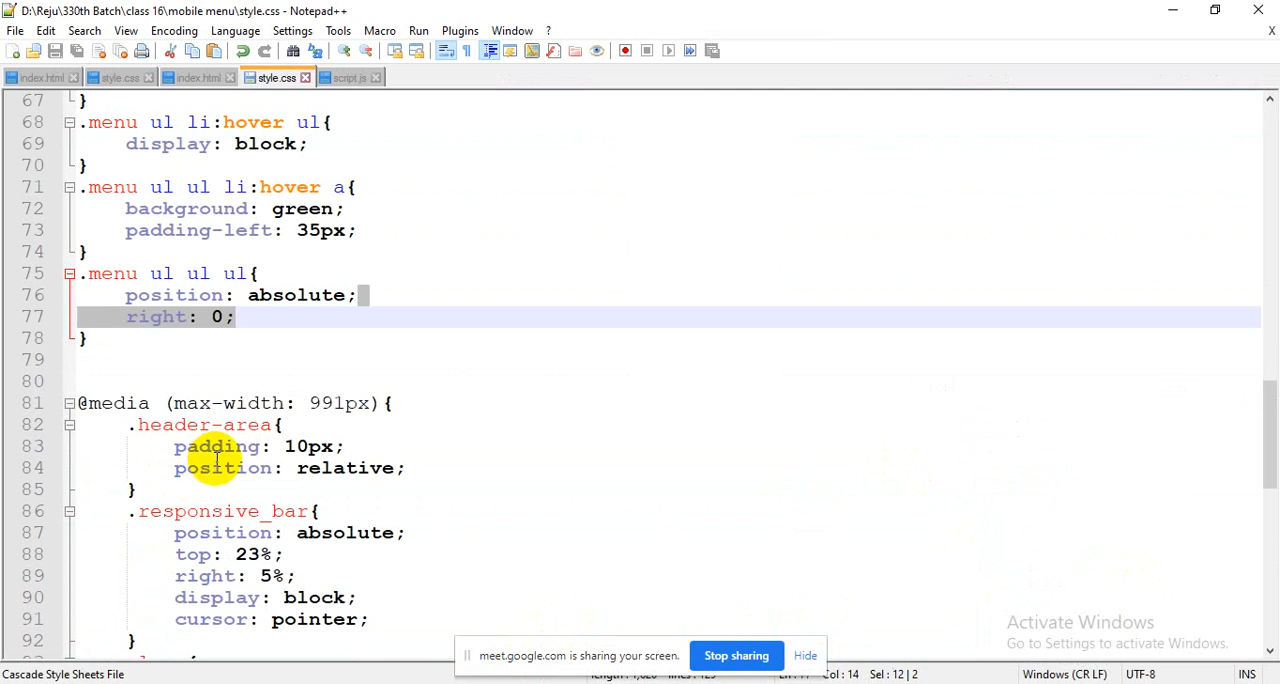 D:\Reju\330th Batch\class 16\mobile menu\style.css - Notepad++
File Edit Search View Encoding Language Settings Tools Macro Run Plugins Window ? X
index.html style.css index.html style.css script.js
67 }
68 .menu ul li:hover ul{
69 display: block;
70 }
71 .menu ul ul li:hover a{
72 background: green;
73 padding-left: 35px;
74 }
75 .menu ul ul ul{
76 position: absolute;
77 right: 0;
78 }
79
80
81 @media (max-width: 991px){
82 .header-area{
83 padding: 10px;
84 position: relative;
85 }
86 .responsive_bar{
87 position: absolute;
88 top: 23%;
89 right: 5%;
90 display: block;
91 cursor: pointer;
92 }
Activate Windows
Go to Settings to activate Windows.
meet.google.com is sharing your screen. Stop sharing Hide
Cascade Style Sheets File Col : 14 Sel : 12 | 2 Windows (CR LF) UTF-8 INS